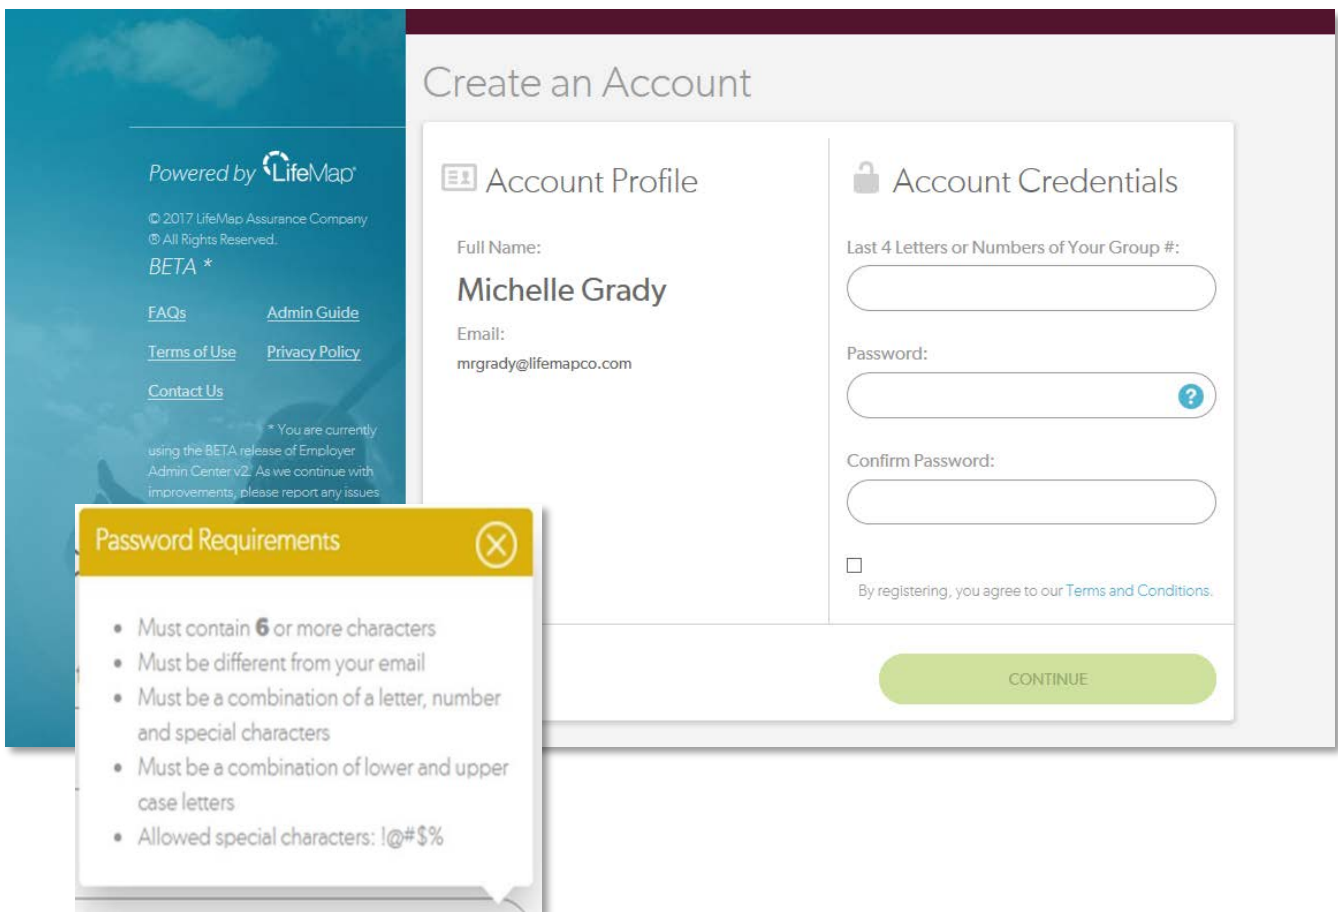 Create an Account
Powered by LifeMap®
© 2017 LifeMap Assurance Company
® All Rights Reserved.
BETA *
FAQs
Admin Guide
Terms of Use
Privacy Policy
Contact Us
* You are currently
using the BETA release of Employer
Admin Center v2. As we continue with
improvements, please report any issues
Account Profile
Full Name:
Michelle Grady
Email:
mrgrady@lifemapco.com
Account Credentials
Last 4 Letters or Numbers of Your Group #:
Password:
?
Confirm Password:
By registering, you agree to our Terms and Conditions.
CONTINUE
Password Requirements
• Must contain 6 or more characters
• Must be different from your email
• Must be a combination of a letter, number
and special characters
• Must be a combination of lower and upper
case letters
• Allowed special characters: !@#$%